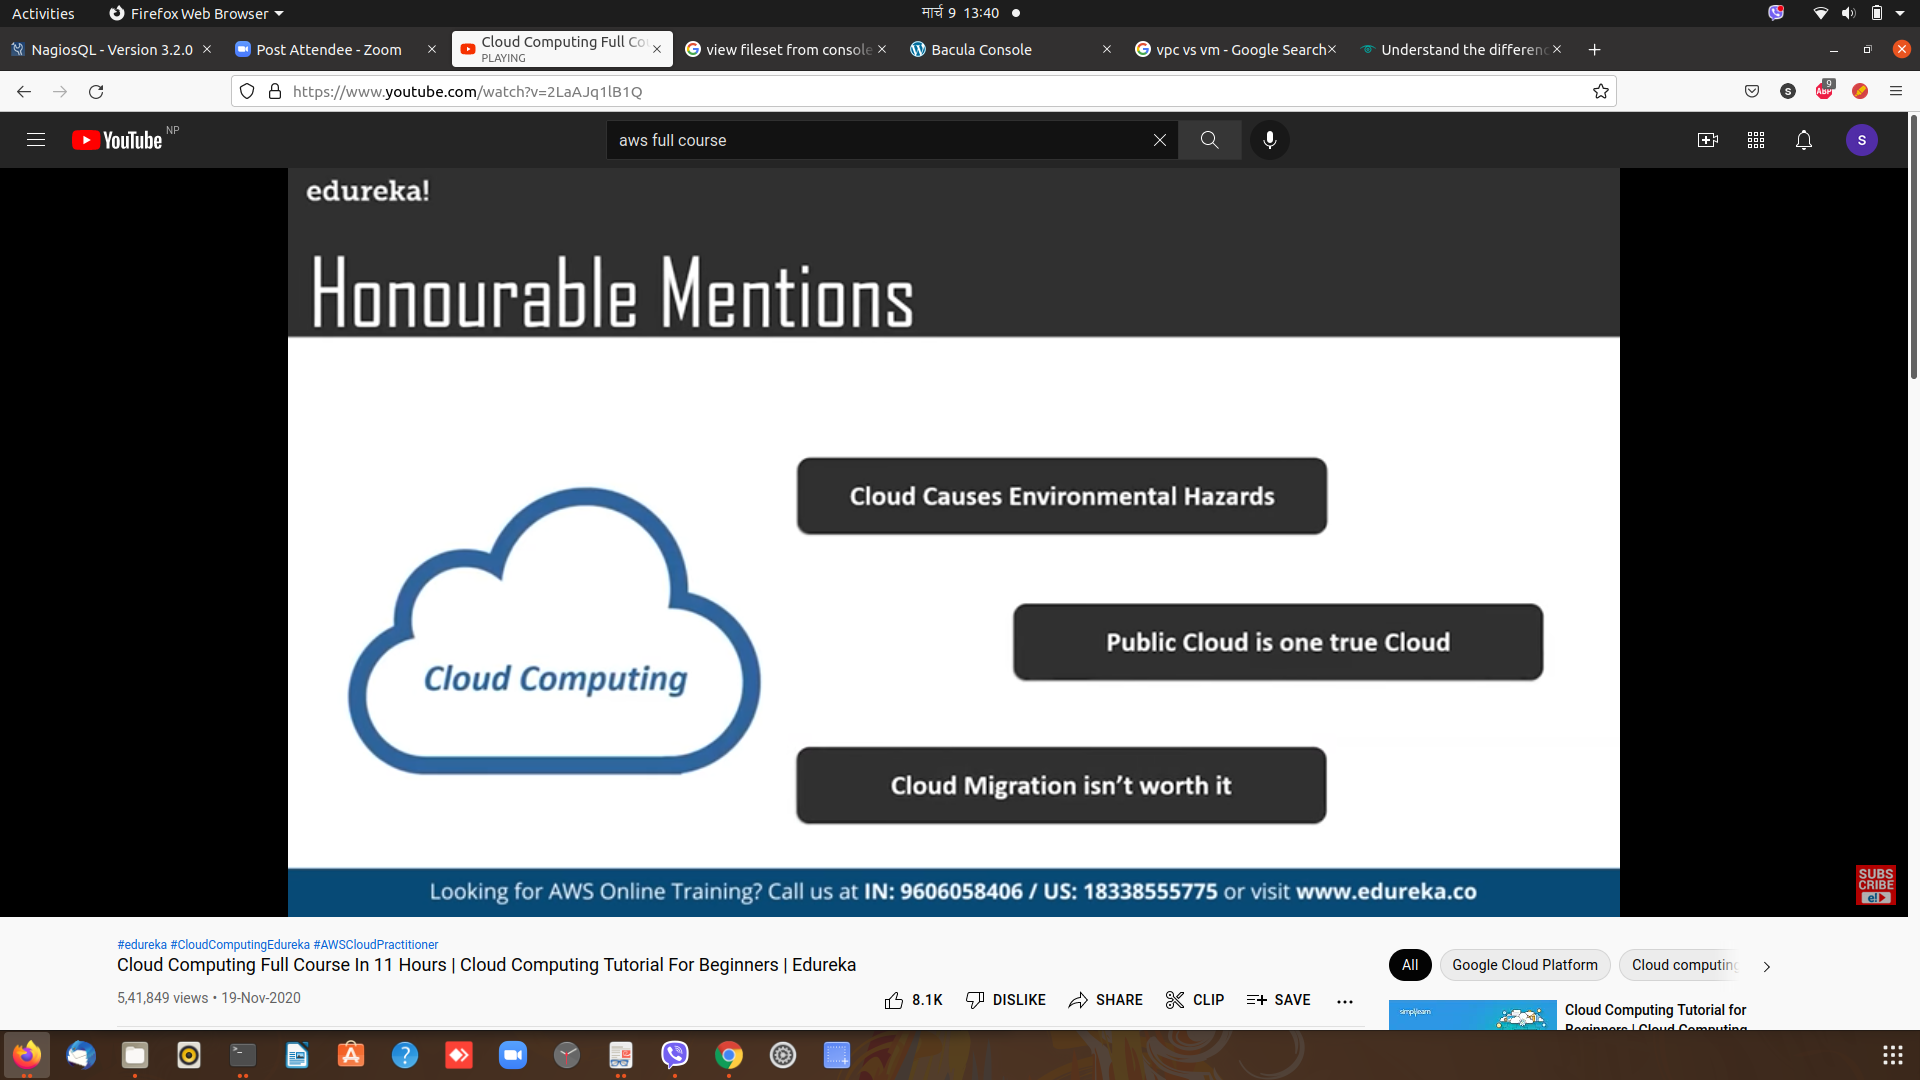 Activities
Firefox Web Browser
मार्च 9 13:40
NagiosQL - Version 3.2.0
Post Attendee - Zoom
Cloud Computing Full Co
PLAYING
view fileset from console
Bacula Console
vpc vs vm - Google Search
Understand the differenc
https://www.youtube.com/watch?v=2LaAJq1lB1Q
S
ABP
9
YouTube NP
aws full course
S
edureka!
Honourable Mentions
Cloud Causes Environmental Hazards
Public Cloud is one true Cloud
Cloud Computing
Cloud Migration isn't worth it
Looking for AWS Online Training? Call us at IN: 9606058406 / US: 18338555775 or visit www.edureka.co
SUBS
CRIBE
e!
#edureka #CloudComputingEdureka #AWSCloudPractitioner
Cloud Computing Full Course In 11 Hours | Cloud Computing Tutorial For Beginners | Edureka
5,41,849 views • 19-Nov-2020
8.1K
DISLIKE
SHARE
CLIP
SAVE
All
Google Cloud Platform
Cloud computing
simplilearn
Cloud Computing Tutorial for
Beginners | Cloud Computing